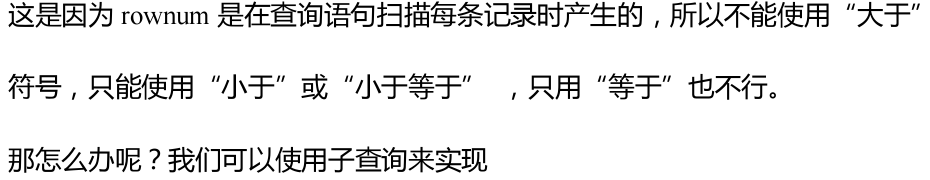 这是因为 rownum 是在查询语句扫描每条记录时产生的，所以不能使用“大于”
符号，只能使用“小于”或“小于等于” ，只用“等于”也不行。
那怎么办呢？我们可以使用子查询来实现